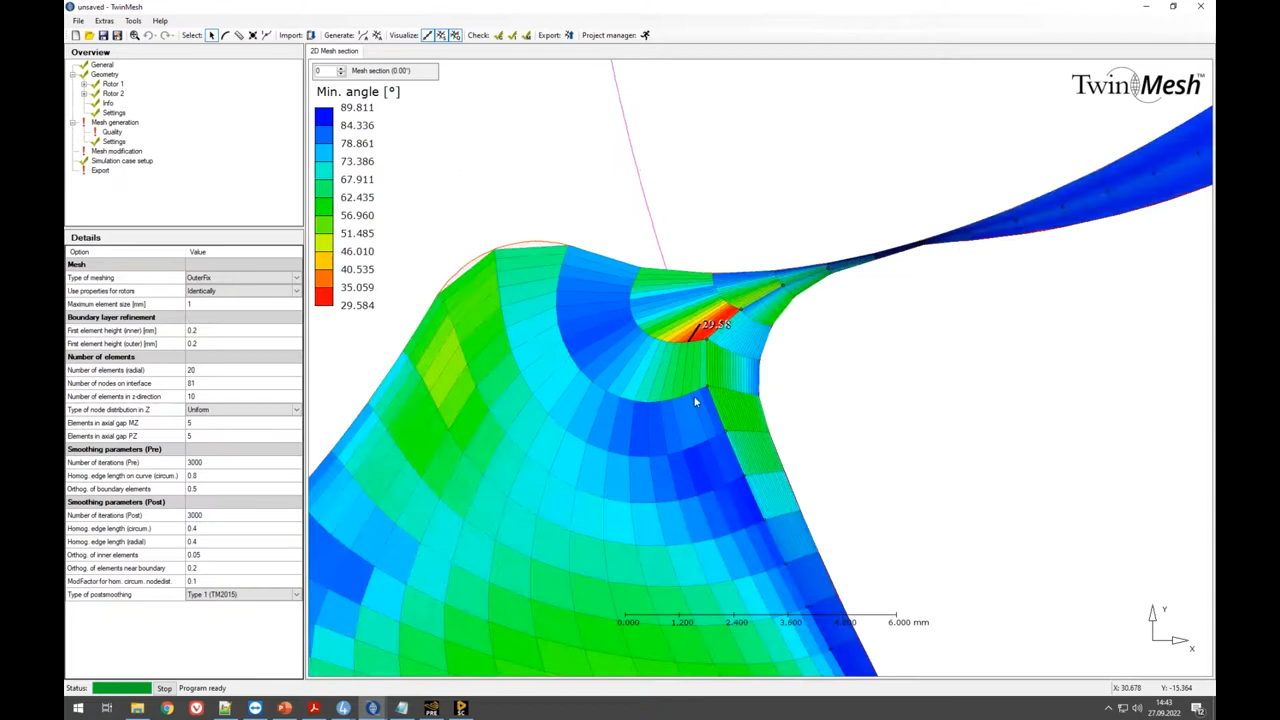 unsaved - TwinMesh
File Extras Tools Help
Select: Import: Generate: Visualize: Check: Export: Project manager:
Overview
General
Geometry
Rotor 1
Rotor 2
Info
Settings
Mesh generation
Quality
Settings
Mesh modification
Simulation case setup
Export
Details
Option Value
Mesh
Type of meshing OuterFix
Use properties for rotors Identically
Maximum element size [mm] 1
Boundary layer refinement
First element height (inner) [mm] 0.2
First element height (outer) [mm] 0.2
Number of elements
Number of elements (radial) 20
Number of nodes on interface 81
Number of elements in z-direction 10
Type of node distribution in Z Uniform
Elements in axial gap MZ 5
Elements in axial gap PZ 5
Smoothing parameters (Pre)
Number of iterations (Pre) 3000
Homog. edge length on curve (circum.) 0.8
Orthog. of boundary elements 0.5
Smoothing parameters (Post)
Number of iterations (Post) 3000
Homog. edge length (circum.) 0.4
Homog. edge length (radial) 0.4
Orthog. of inner elements 0.05
Orthog. of elements near boundary 0.2
ModFactor for hom. circum. nodedist. 0.1
Type of postsmoothing Type 1 (TM2015)
2D Mesh section
0 Mesh section (0.00°)
Min. angle [°]
89.811
84.336
78.861
73.386
67.911
62.435
56.960
51.485
46.010
40.535
35.059
29.584
TwinMesh™
29.58
0.000 1.200 2.400 3.600 4.800 6.000 mm
Y
X
Status: Stop Program ready
X: 30.678 Y: -15.364
PRE
SC
14:43
27.09.2022